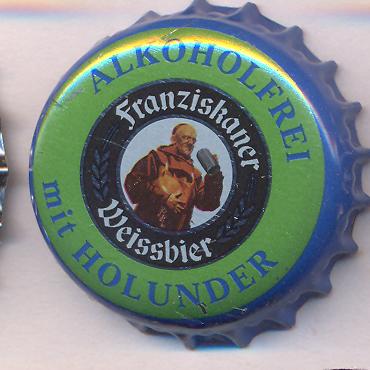 ALKOHOLFREI
Franziskaner
Weissbier
mit HOLUNDER